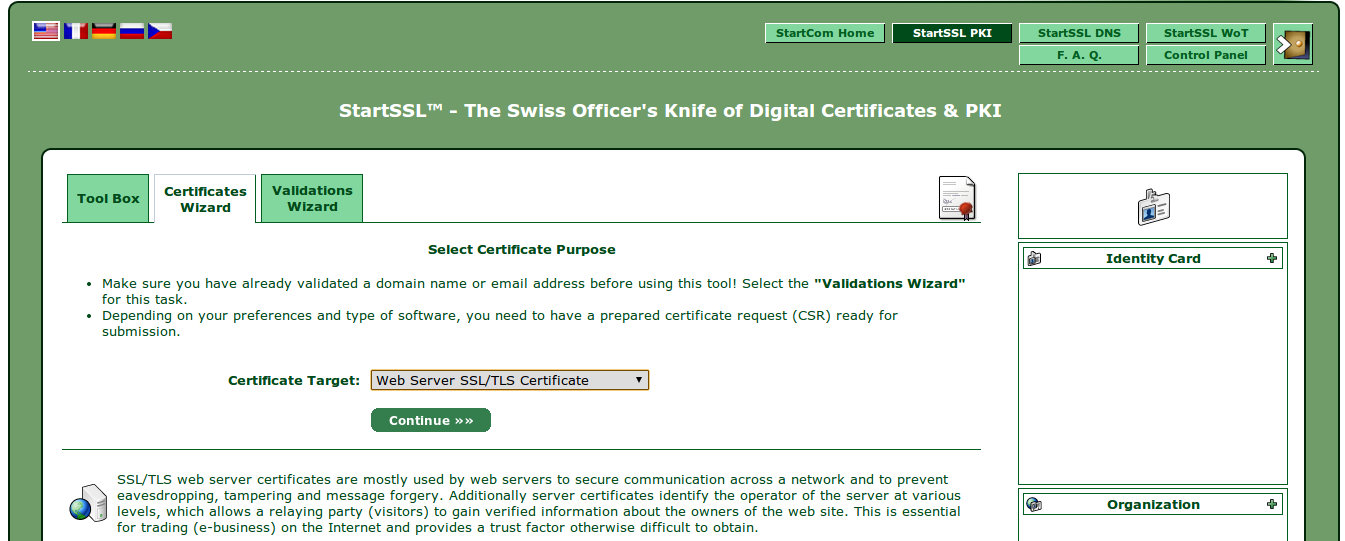 StartCom Home
StartSSL PKI
StartSSL DNS
StartSSL WoT
F. A. Q.
Control Panel
StartSSL™ – The Swiss Officer's Knife of Digital Certificates & PKI
Tool Box
Certificates
Wizard
Validations
Wizard
Select Certificate Purpose
• Make sure you have already validated a domain name or email address before using this tool! Select the "Validations Wizard"
for this task.
• Depending on your preferences and type of software, you need to have a prepared certificate request (CSR) ready for
submission.
Certificate Target: Web Server SSL/TLS Certificate
Continue »»
SSL/TLS web server certificates are mostly used by web servers to secure communication across a network and to prevent
eavesdropping, tampering and message forgery. Additionally server certificates identify the operator of the server at various
levels, which allows a relaying party (visitors) to gain verified information about the owners of the web site. This is essential
for trading (e-business) on the Internet and provides a trust factor otherwise difficult to obtain.
Identity Card
Organization